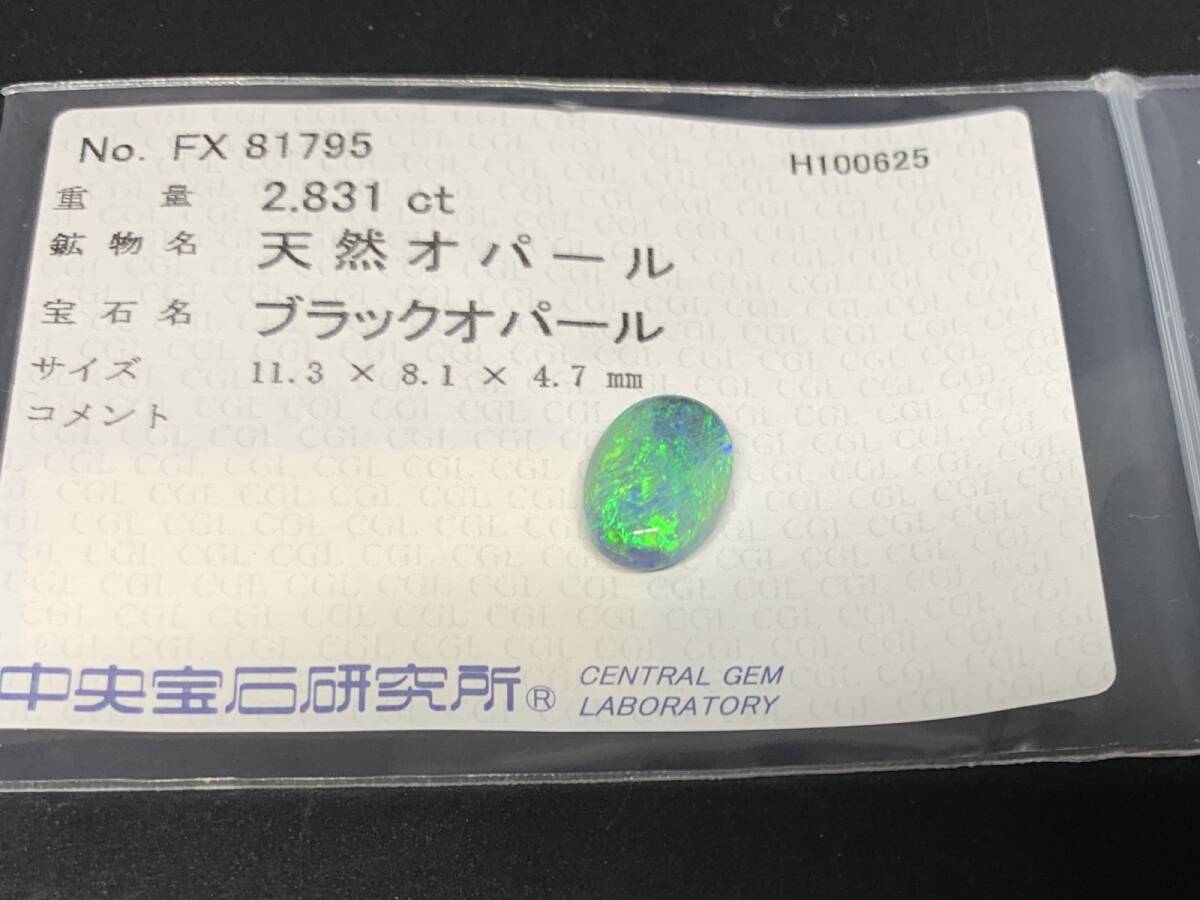 No. FX 81795
H100625
重量 2.831 ct
鉱物名 天然オパール
宝石名 ブラックオパール
サイズ 11.3 × 8.1 × 4.7 mm
コメント
中央宝石研究所® CENTRAL GEM
LABORATORY